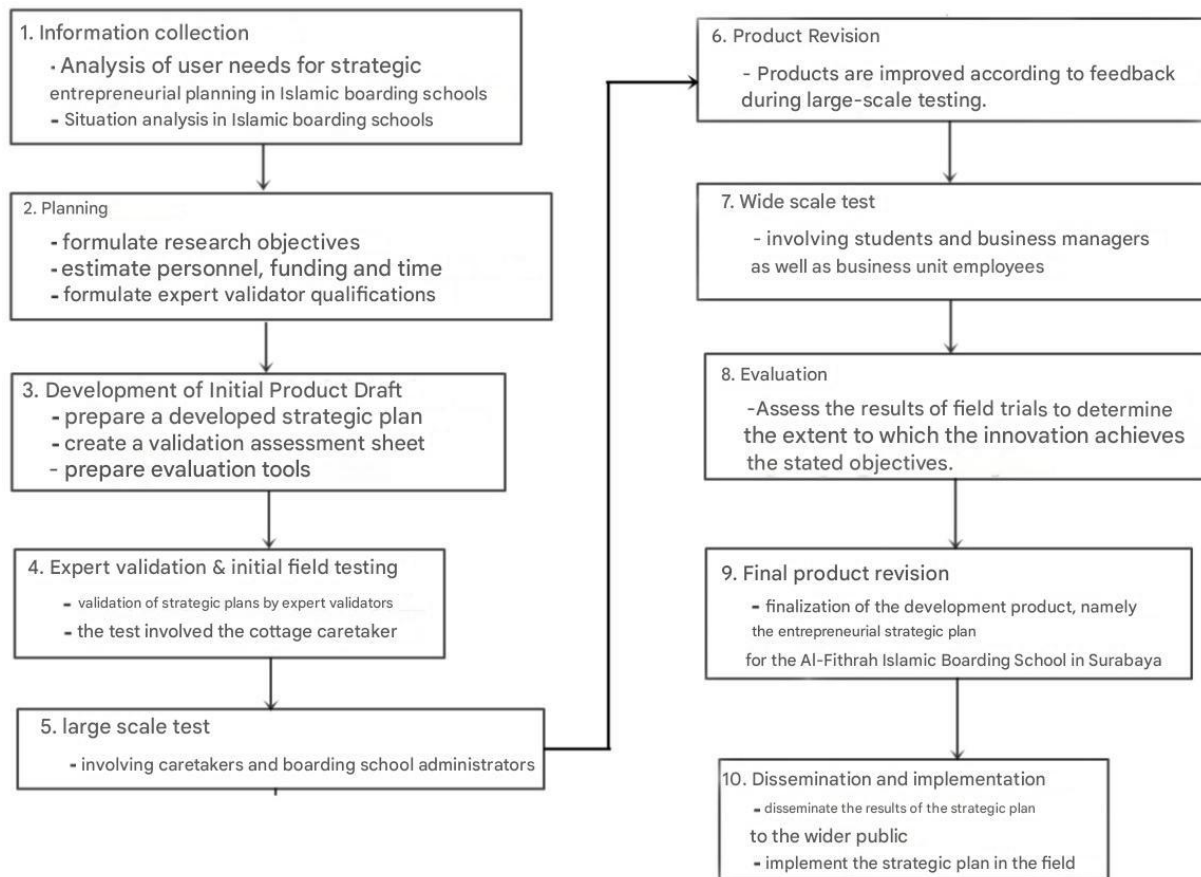 1. Information collection
· Analysis of user needs for strategic
entrepreneurial planning in Islamic boarding schools
- Situation analysis in Islamic boarding schools
2. Planning
- formulate research objectives
- estimate personnel, funding and time
- formulate expert validator qualifications
3. Development of Initial Product Draft
- prepare a developed strategic plan
- create a validation assessment sheet
- prepare evaluation tools
4. Expert validation & initial field testing
- validation of strategic plans by expert validators
- the test involved the cottage caretaker
5. large scale test
- involving caretakers and boarding school administrators
6. Product Revision
- Products are improved according to feedback
during large-scale testing.
7. Wide scale test
- involving students and business managers
as well as business unit employees
8. Evaluation
-Assess the results of field trials to determine
the extent to which the innovation achieves
the stated objectives.
9. Final product revision
- finalization of the development product, namely
the entrepreneurial strategic plan
for the Al-Fithrah Islamic Boarding School in Surabaya
10. Dissemination and implementation
- disseminate the results of the strategic plan
to the wider public
- implement the strategic plan in the field